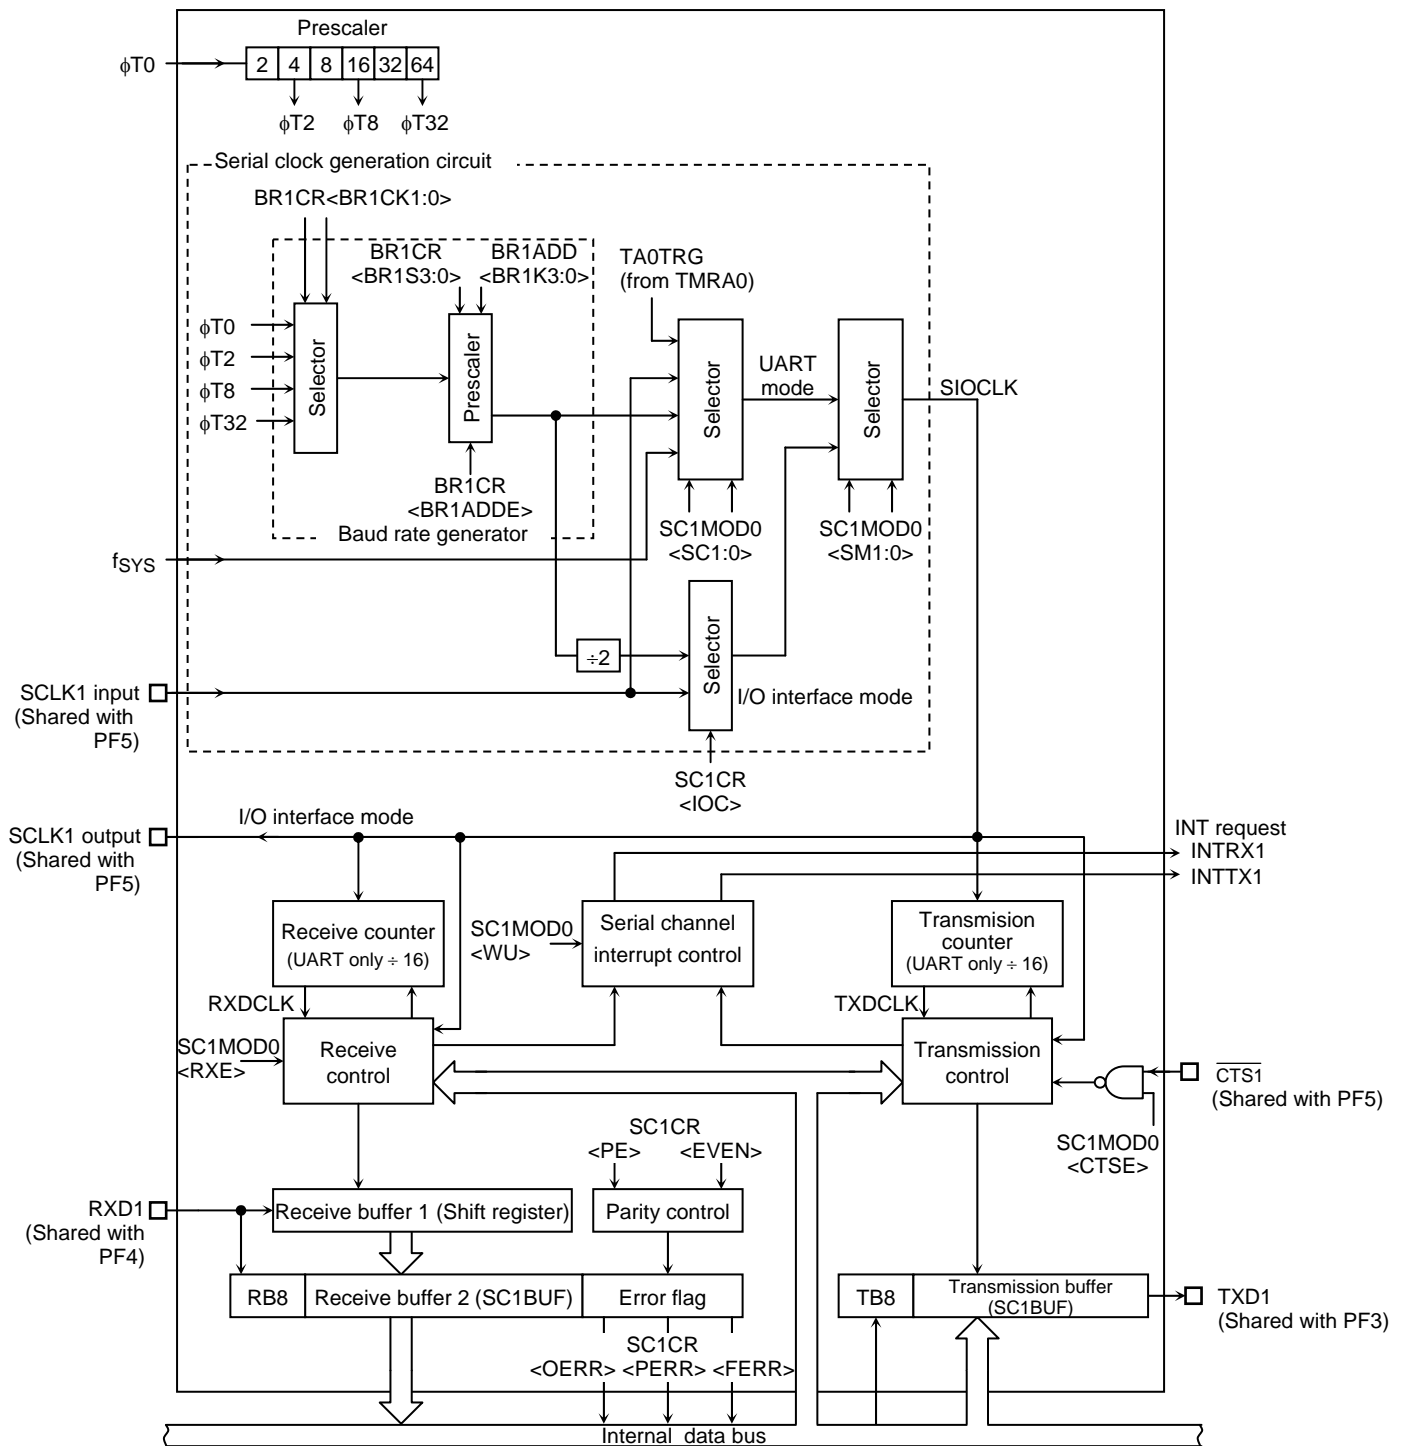 Prescaler
ϕT0
2 4 8 16 32 64
ϕT2 ϕT8 ϕT32
Serial clock generation circuit
BR1CR<BR1CK1:0>
BR1CR
<BR1S3:0>
BR1ADD
<BR1K3:0>
TA0TRG
(from TMRA0)
ϕT0
ϕT2
ϕT8
ϕT32
Selector
Prescaler
Selector
UART
mode
Selector
SIOCLK
BR1CR
<BR1ADDE>
Baud rate generator
SC1MOD0
<SC1:0>
SC1MOD0
<SM1:0>
fSYS
÷2
Selector
I/O interface mode
SCLK1 input
(Shared with
PF5)
SC1CR
<IOC>
I/O interface mode
SCLK1 output
(Shared with
PF5)
INT request
INTRX1
INTTX1
Receive counter
(UART only ÷ 16)
SC1MOD0
<WU>
Serial channel
interrupt control
Transmision
counter
(UART only ÷ 16)
RXDCLK
TXDCLK
SC1MOD0
<RXE>
Receive
control
Transmission
control
CTS1
(Shared with PF5)
SC1MOD0
<CTSE>
SC1CR
<PE> <EVEN>
RXD1
(Shared with
PF4)
Receive buffer 1 (Shift register)
Parity control
RB8
Receive buffer 2 (SC1BUF)
Error flag
TB8
Transmission buffer
(SC1BUF)
TXD1
(Shared with PF3)
SC1CR
<OERR> <PERR> <FERR>
Internal data bus